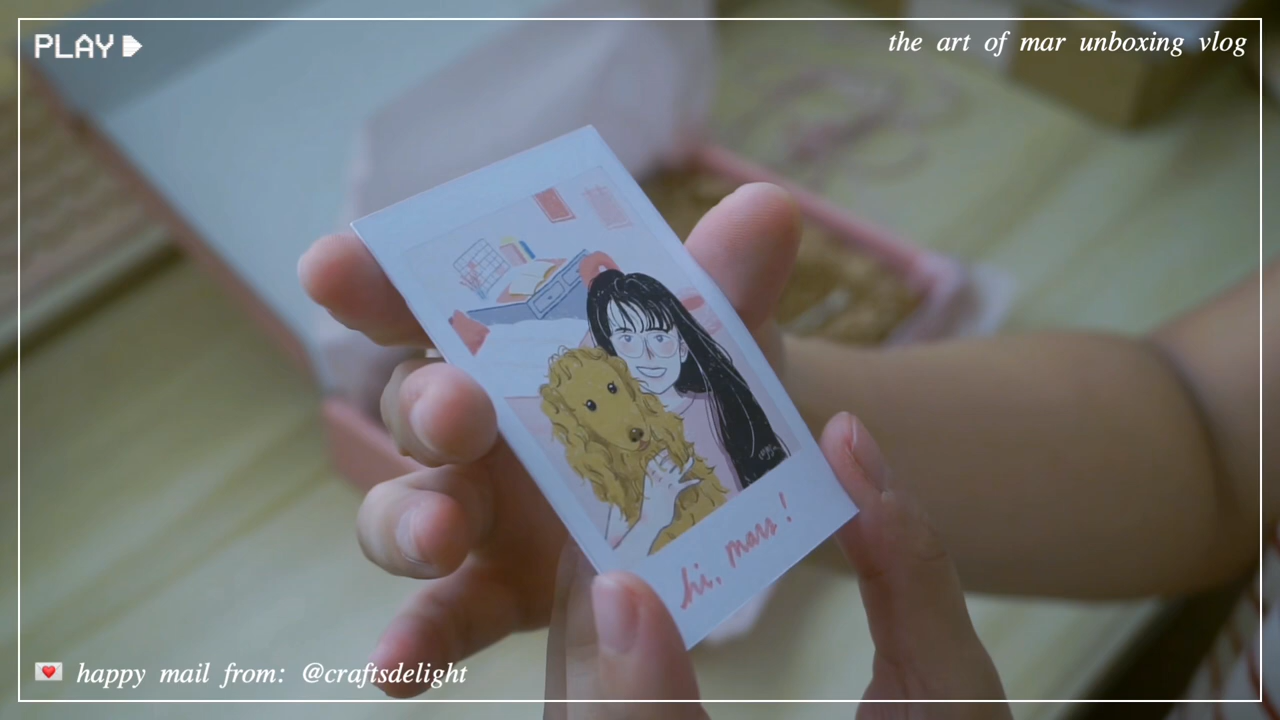 PLAY
the art of mar unboxing vlog
hi, mars!
happy mail from: @craftsdelight